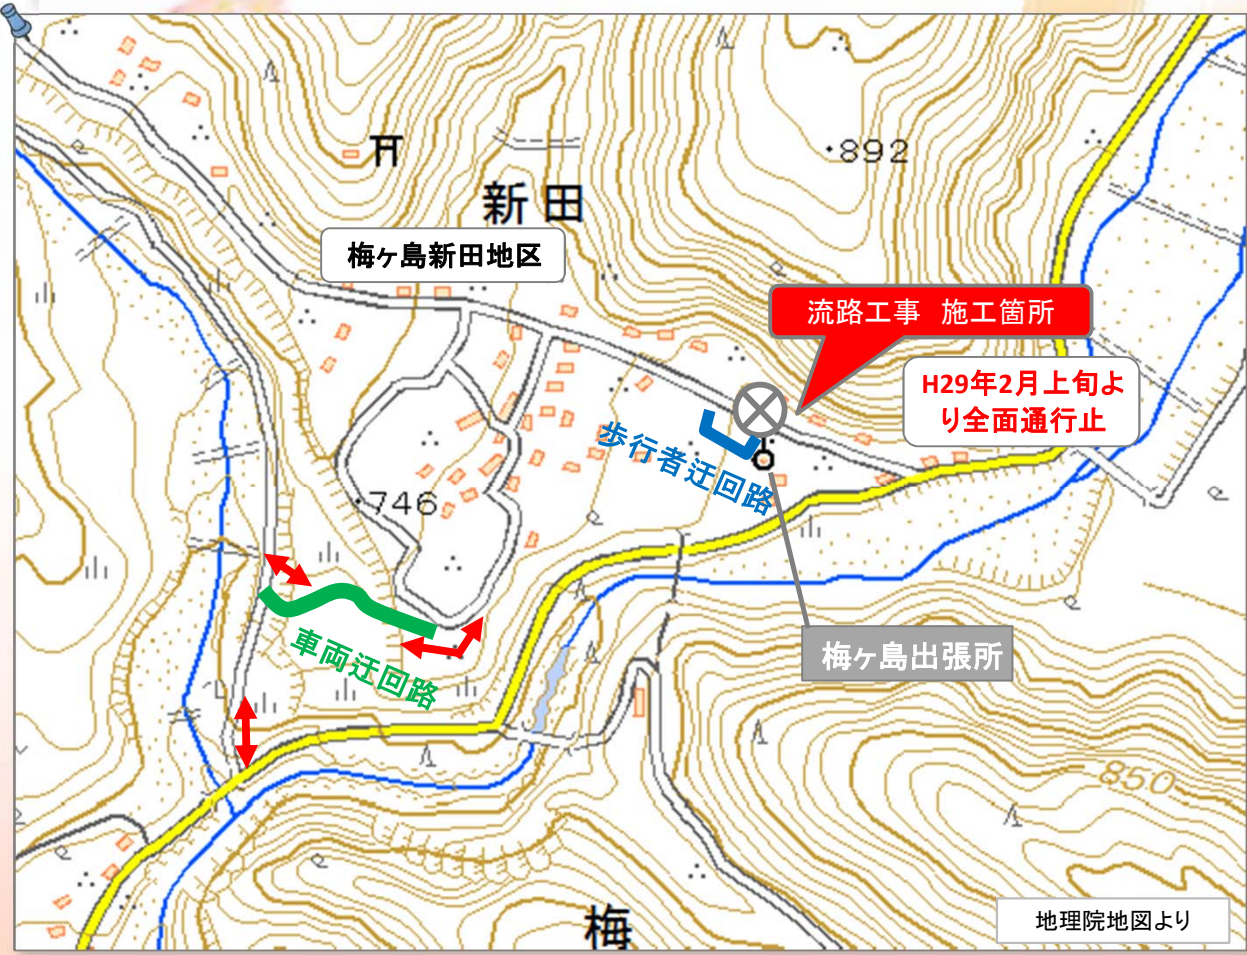 892
新田
梅ヶ島新田地区
流路工事　施工箇所
H29年2月上旬よ
り全面通行止
歩行者迂回路
746
車両迂回路
梅ヶ島出張所
850
梅
地理院地図より